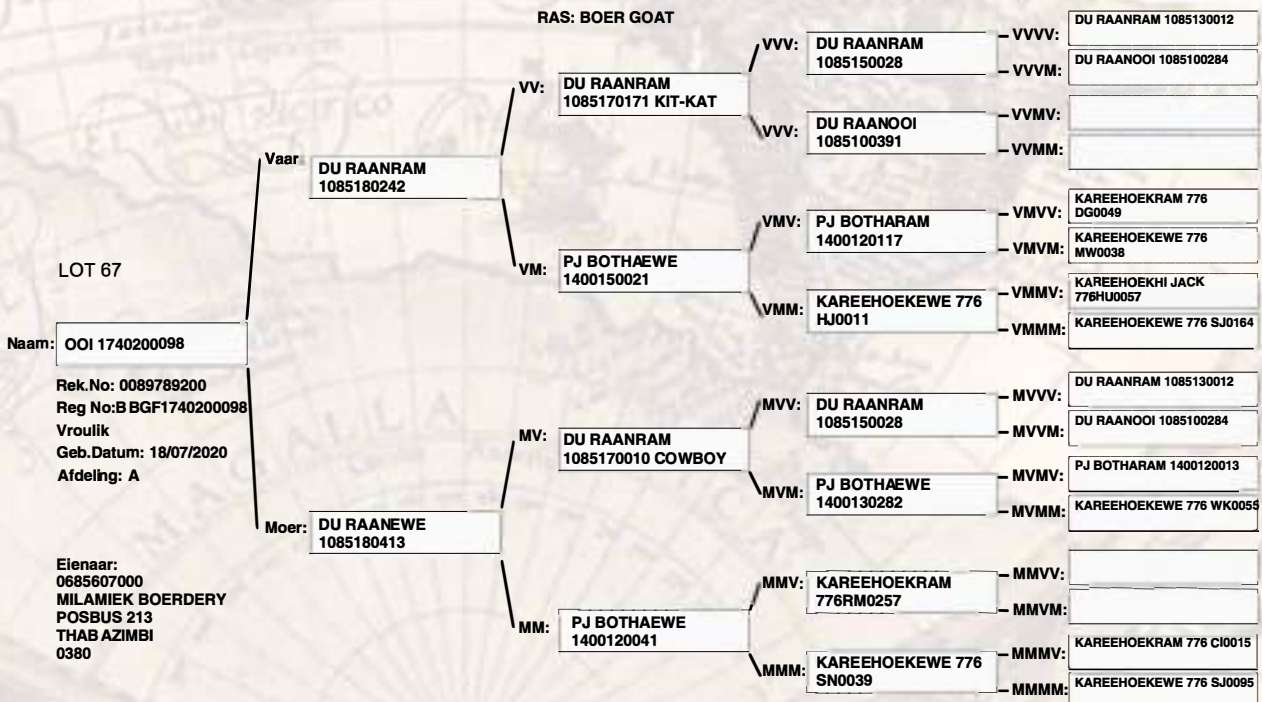 RAS: BOER GOAT
LOT 67
Naam:
OOI 1740200098
Rek.No: 0089789200
Reg No:B BGF1740200098
Vroulik
Geb.Datum: 18/07/2020
Afdeling: A
Eienaar:
0685607000
MILAMIEK BOERDERY
POSBUS 213
THAB AZIMBI
0380
Vaar
DU RAANRAM
1085180242
Moer:
DU RAANEWE
1085180413
VV:
DU RAANRAM
1085170171 KIT-KAT
VM:
PJ BOTHAEWE
1400150021
MV:
DU RAANRAM
1085170010 COWBOY
MM:
PJ BOTHAEWE
1400120041
VVV:
DU RAANRAM
1085150028
VVV:
DU RAANOOI
1085100391
VMV:
PJ BOTHARAM
1400120117
VMM:
KAREEHOEKEWE 776
HJ0011
MVV:
DU RAANRAM
1085150028
MVM:
PJ BOTHAEWE
1400130282
MMV:
KAREEHOEKRAM
776RM0257
MMM:
KAREEHOEKEWE 776
SN0039
VVVV:
DU RAANRAM 1085130012
VVVM:
DU RAANOOI 1085100284
VVMV:
VVMM:
VMVV:
KAREEHOEKRAM 776
DG0049
VMVM:
KAREEHOEKEWE 776
MW0038
VMMV:
KAREEHOEKHI JACK
776HU0057
VMMM:
KAREEHOEKEWE 776 SJ0164
MVVV:
DU RAANRAM 1085130012
MVVM:
DU RAANOOI 1085100284
MVMV:
PJ BOTHARAM 1400120013
MVMM:
KAREEHOEKEWE 776 WK0055
MMVV:
MMVM:
MMMV:
KAREEHOEKRAM 776 CI0015
MMMM:
KAREEHOEKEWE 776 SJ0095